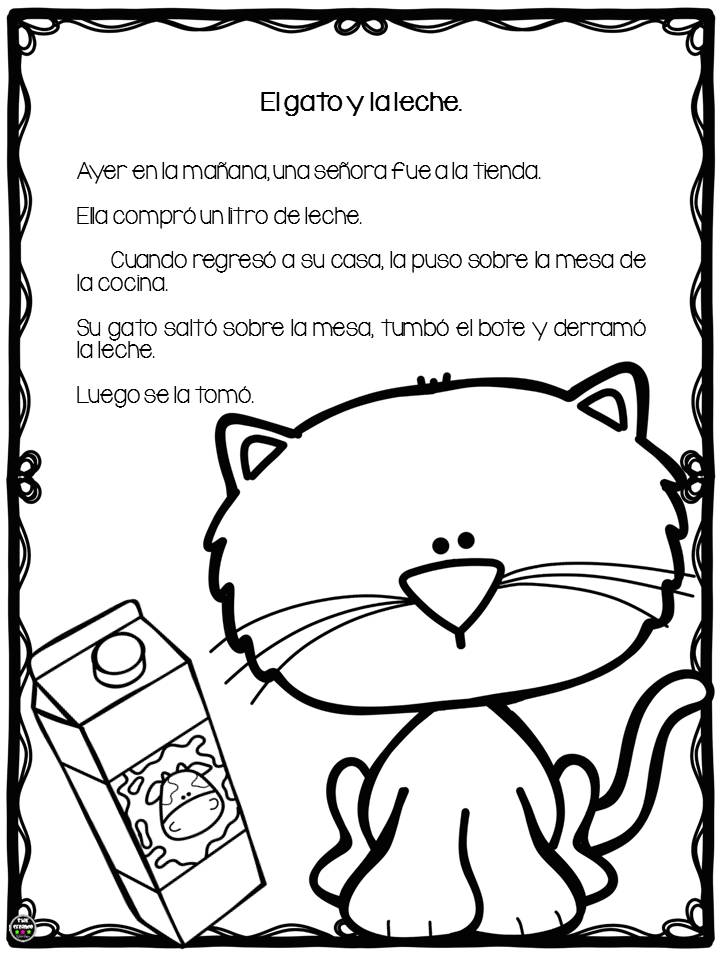 El gato y la leche.
Ayer en la mañana, una señora fue a la tienda.
Ella compró un litro de leche.
Cuando regresó a su casa, la puso sobre la mesa de
la cocina.
Su gato saltó sobre la mesa, tumbó el bote y derramó
la leche.
Luego se la tomó.